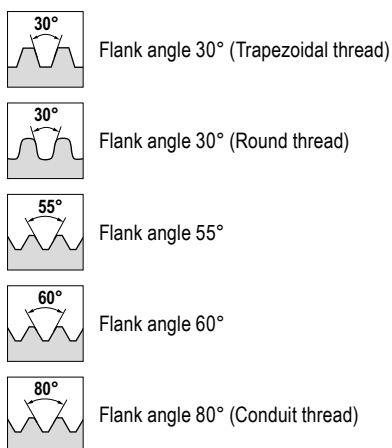 30°
Flank angle 30° (Trapezoidal thread)
30°
Flank angle 30° (Round thread)
55°
Flank angle 55°
60°
Flank angle 60°
80°
Flank angle 80° (Conduit thread)